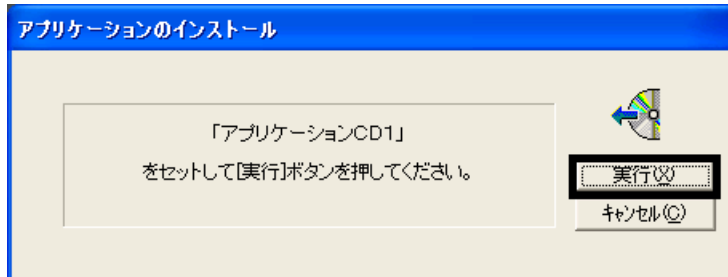 アプリケーションのインストール
「アプリケーションCD1」
をセットして[実行]ボタンを押してください。
実行(X)
キャンセル(C)